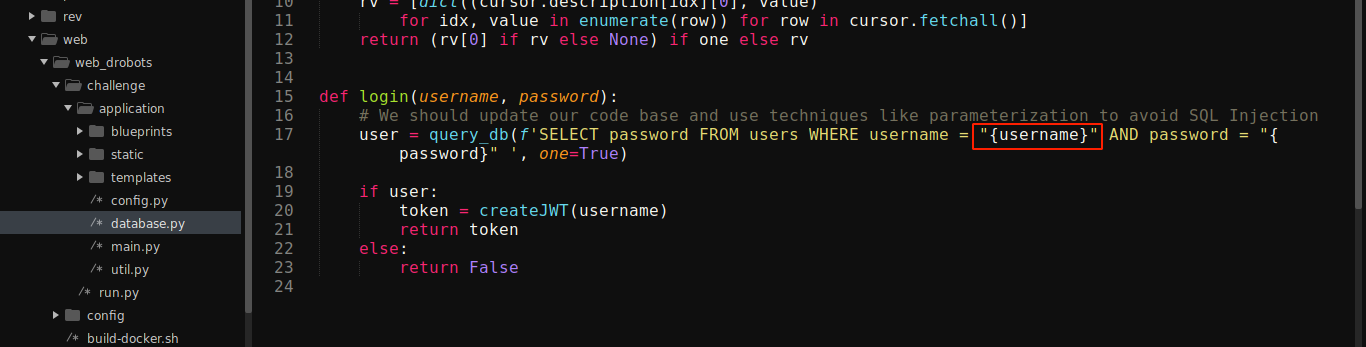 rev
web
web_drobots
challenge
application
blueprints
static
templates
/* config.py
/* database.py
/* main.py
/* util.py
/* run.py
config
/* build-docker.sh
10 rv = [dict((cursor.description[idx][0], value)
11 for idx, value in enumerate(row)) for row in cursor.fetchall()]
12 return (rv[0] if rv else None) if one else rv
13
14
15 def login(username, password):
16 # We should update our code base and use techniques like parameterization to avoid SQL Injection
17 user = query_db(f'SELECT password FROM users WHERE username = "{username}" AND password = "{
password}" ', one=True)
18
19 if user:
20 token = createJWT(username)
21 return token
22 else:
23 return False
24